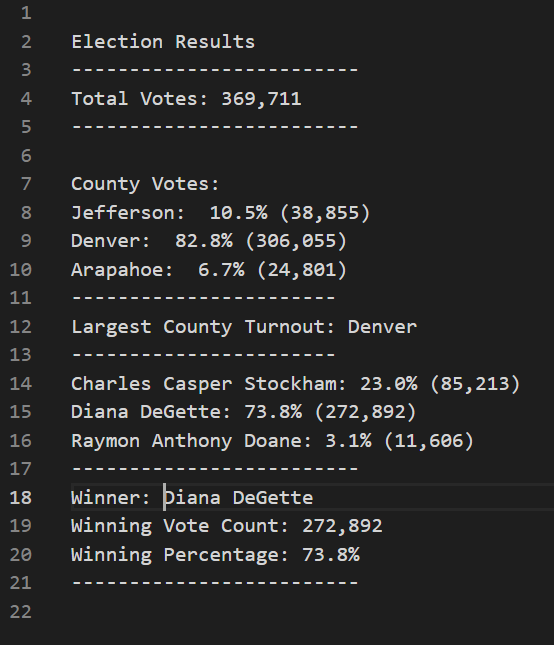 1
2 Election Results
3 -------------------------
4 Total Votes: 369,711
5 -------------------------
6
7 County Votes:
8 Jefferson:  10.5% (38,855)
9 Denver:  82.8% (306,055)
10 Arapahoe:  6.7% (24,801)
11 -----------------------
12 Largest County Turnout: Denver
13 -----------------------
14 Charles Casper Stockham: 23.0% (85,213)
15 Diana DeGette: 73.8% (272,892)
16 Raymon Anthony Doane: 3.1% (11,606)
17 -------------------------
18 Winner: Diana DeGette
19 Winning Vote Count: 272,892
20 Winning Percentage: 73.8%
21 -------------------------
22